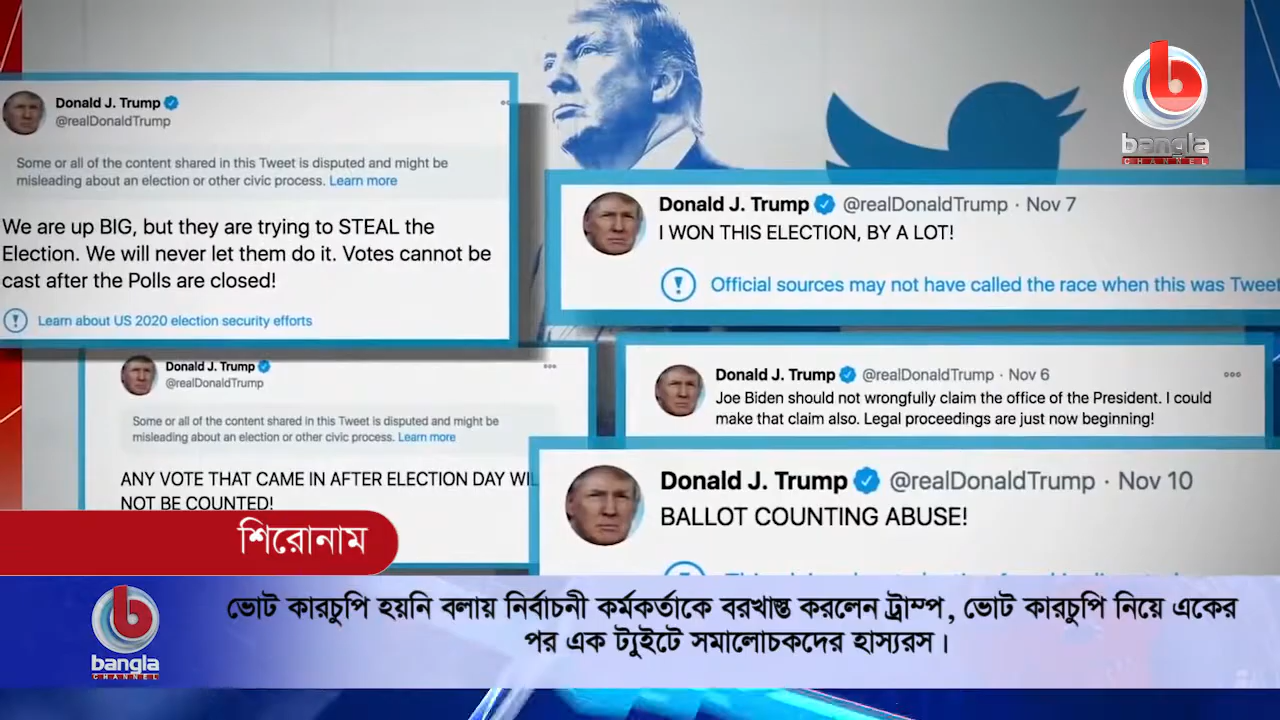 Donald J. Trump
@realDonaldTrump
Some or all of the content shared in this Tweet is disputed and might be
misleading about an election or other civic process. Learn more
We are up BIG, but they are trying to STEAL the
Election. We will never let them do it. Votes cannot be
cast after the Polls are closed!
Learn about US 2020 election security efforts
b
bangla
CHANNEL
Donald J. Trump @realDonaldTrump · Nov 7
I WON THIS ELECTION, BY A LOT!
Official sources may not have called the race when this was Tweet
Donald J. Trump
@realDonaldTrump
Some or all of the content shared in this Tweet is disputed and might be
misleading about an election or other civic process. Learn more
ANY VOTE THAT CAME IN AFTER ELECTION DAY
NOT BE COUNTED!
Donald J. Trump @realDonaldTrump · Nov 6
Joe Biden should not wrongfully claim the office of the President. I could
make that claim also. Legal proceedings are just now beginning!
Donald J. Trump @realDonaldTrump · Nov 10
BALLOT COUNTING ABUSE!
শিরোনাম
b
bangla
CHANNEL
ভোট কারচুপি হয়নি বলায় নির্বাচনী কর্মকর্তাকে বরখাস্ত করলেন ট্রাম্প, ভোট কারচুপি নিয়ে একের
পর এক টু্যইটে সমালোচকদের হাস্যরস।